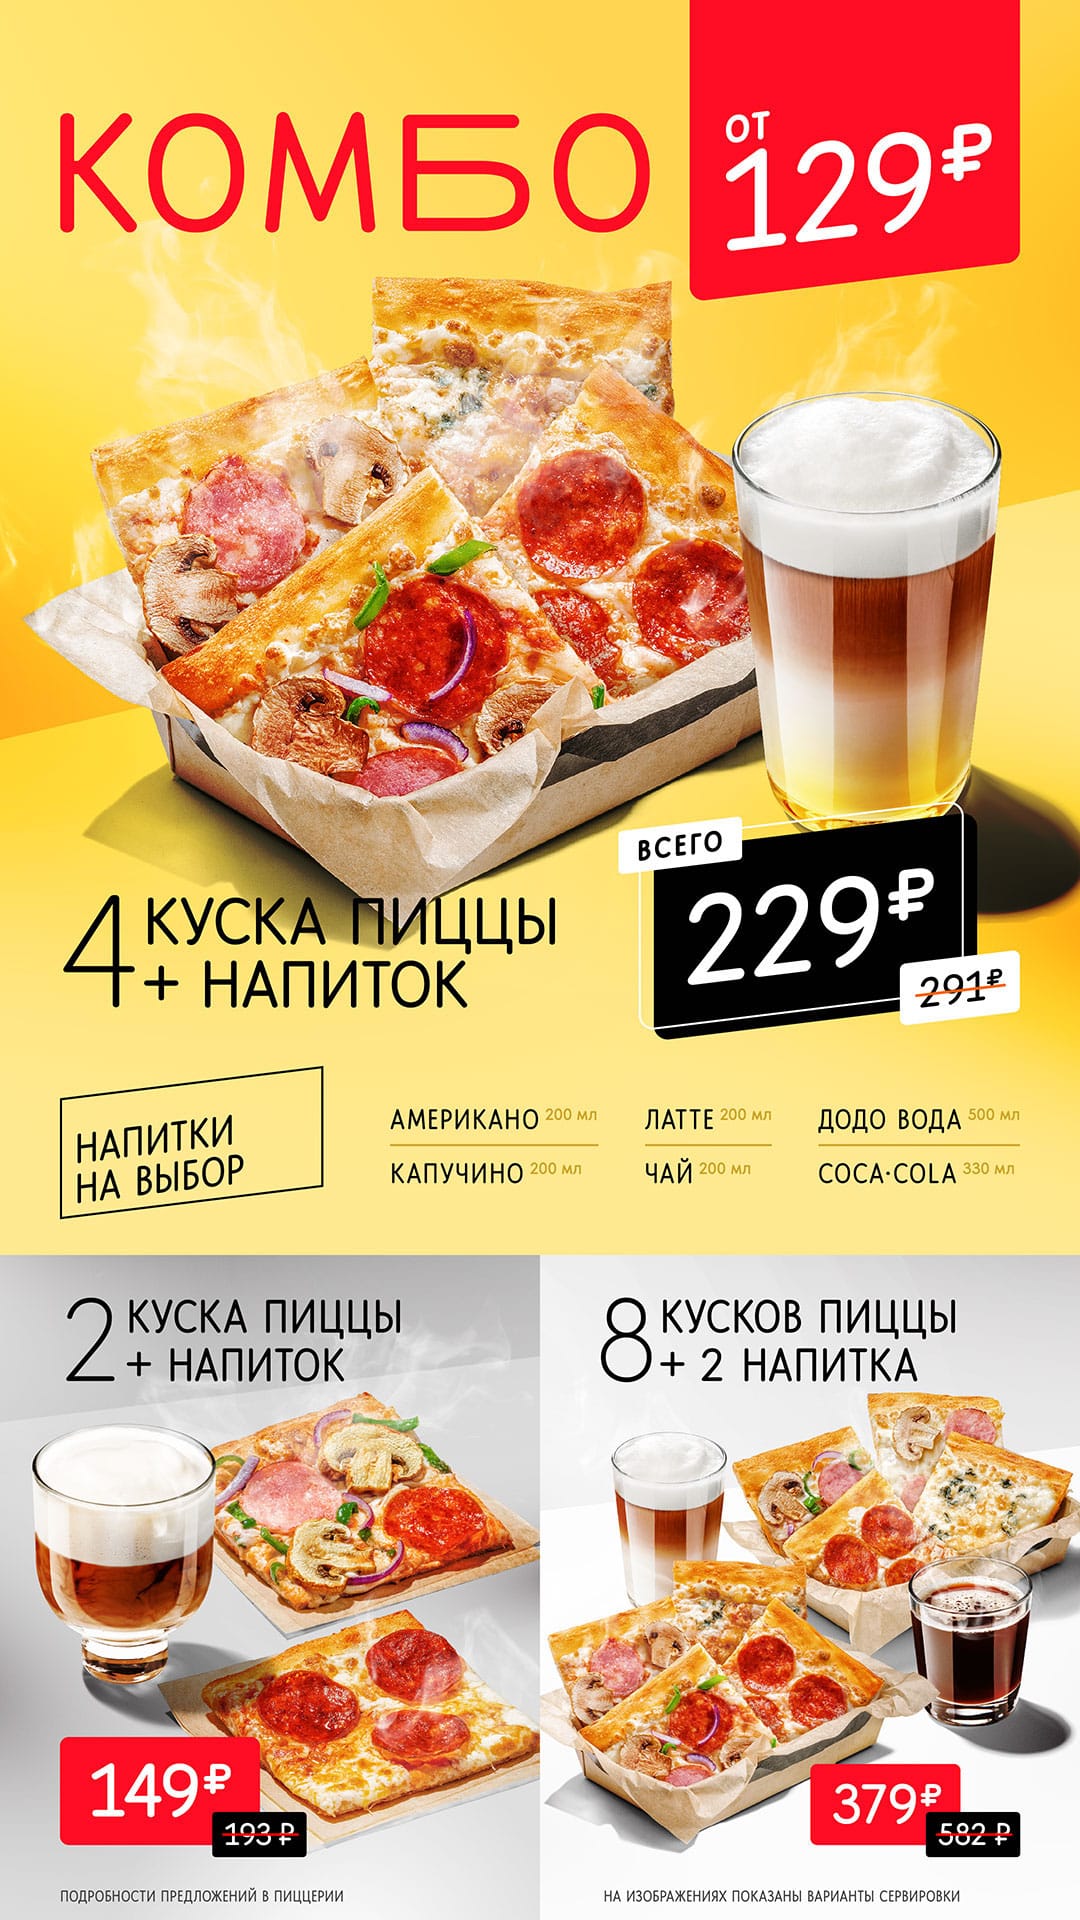 КОМБО
ОТ
129₽
ВСЕГО
229₽
291₽
4 КУСКА ПИЦЦЫ
+ НАПИТОК
НАПИТКИ
НА ВЫБОР
АМЕРИКАНО 200 мл ЛАТТЕ 200 мл ДОДО ВОДА 500 мл
КАПУЧИНО 200 мл ЧАЙ 200 мл COCA·COLA 330 мл
2 КУСКА ПИЦЦЫ
+ НАПИТОК
149₽
193 ₽
ПОДРОБНОСТИ ПРЕДЛОЖЕНИЙ В ПИЦЦЕРИИ
8 КУСКОВ ПИЦЦЫ
+ 2 НАПИТКА
379₽
582 ₽
НА ИЗОБРАЖЕНИЯХ ПОКАЗАНЫ ВАРИАНТЫ СЕРВИРОВКИ